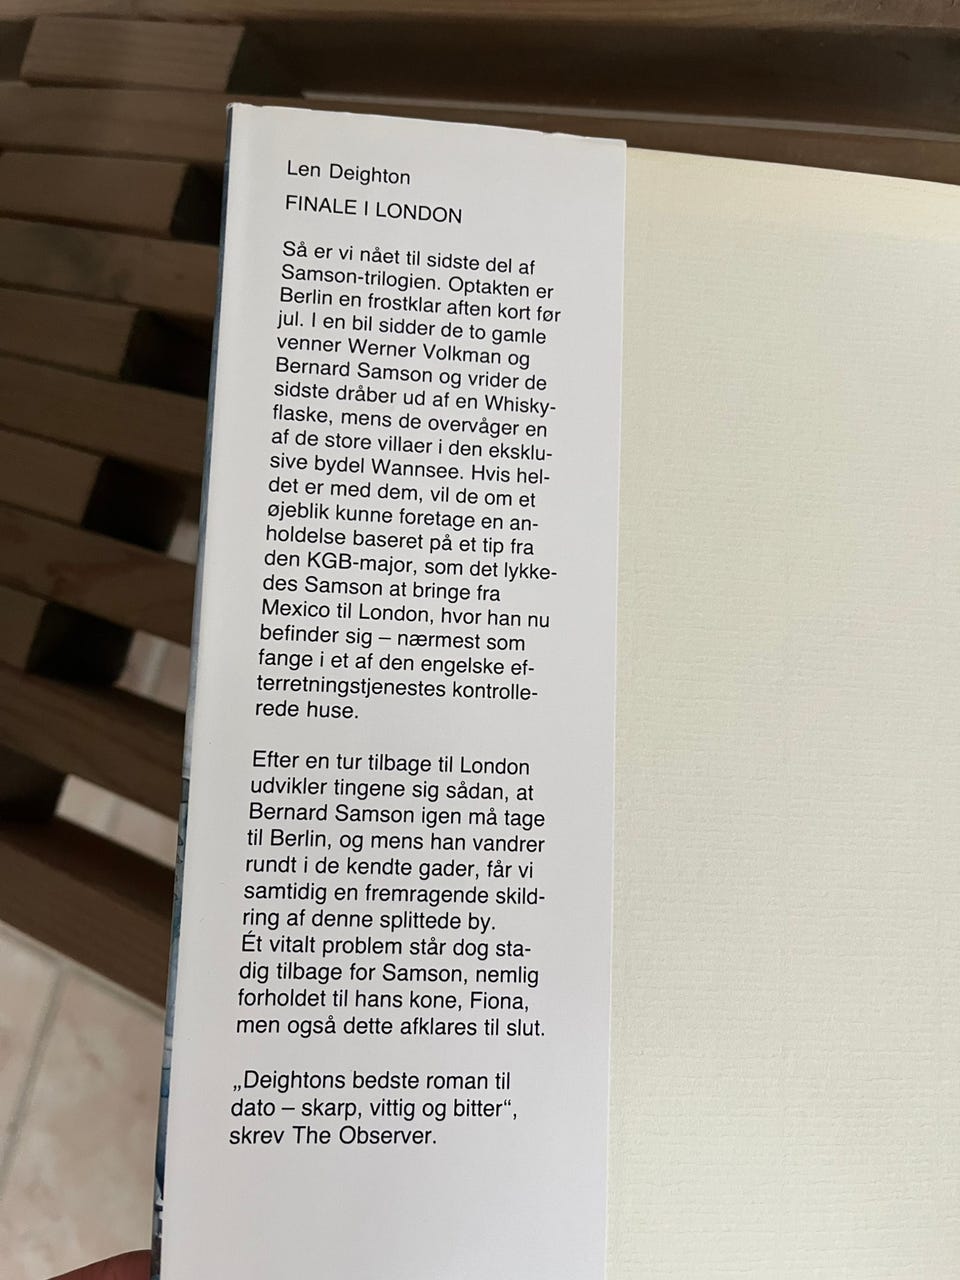 Len Deighton
FINALE I LONDON
Så er vi nået til sidste del af
Samson-trilogien. Optakten er
Berlin en frostklar aften kort før
jul. I en bil sidder de to gamle
venner Werner Volkman og
Bernard Samson og vrider de
sidste dråber ud af en Whisky-
flaske, mens de overvåger en
af de store villaer i den eksklu-
sive bydel Wannsee. Hvis hel-
det er med dem, vil de om et
øjeblik kunne foretage en an-
holdelse baseret på et tip fra
den KGB-major, som det lykke-
des Samson at bringe fra
Mexico til London, hvor han nu
befinder sig – nærmest som
fange i et af den engelske ef-
terretningstjenestes kontrolle-
rede huse.
Efter en tur tilbage til London
udvikler tingene sig sådan, at
Bernard Samson igen må tage
til Berlin, og mens han vandrer
rundt i de kendte gader, får vi
samtidig en fremragende skild-
ring af denne splittede by.
Ét vitalt problem står dog sta-
dig tilbage for Samson, nemlig
forholdet til hans kone, Fiona,
men også dette afklares til slut.
„Deightons bedste roman til
dato – skarp, vittig og bitter“,
skrev The Observer.